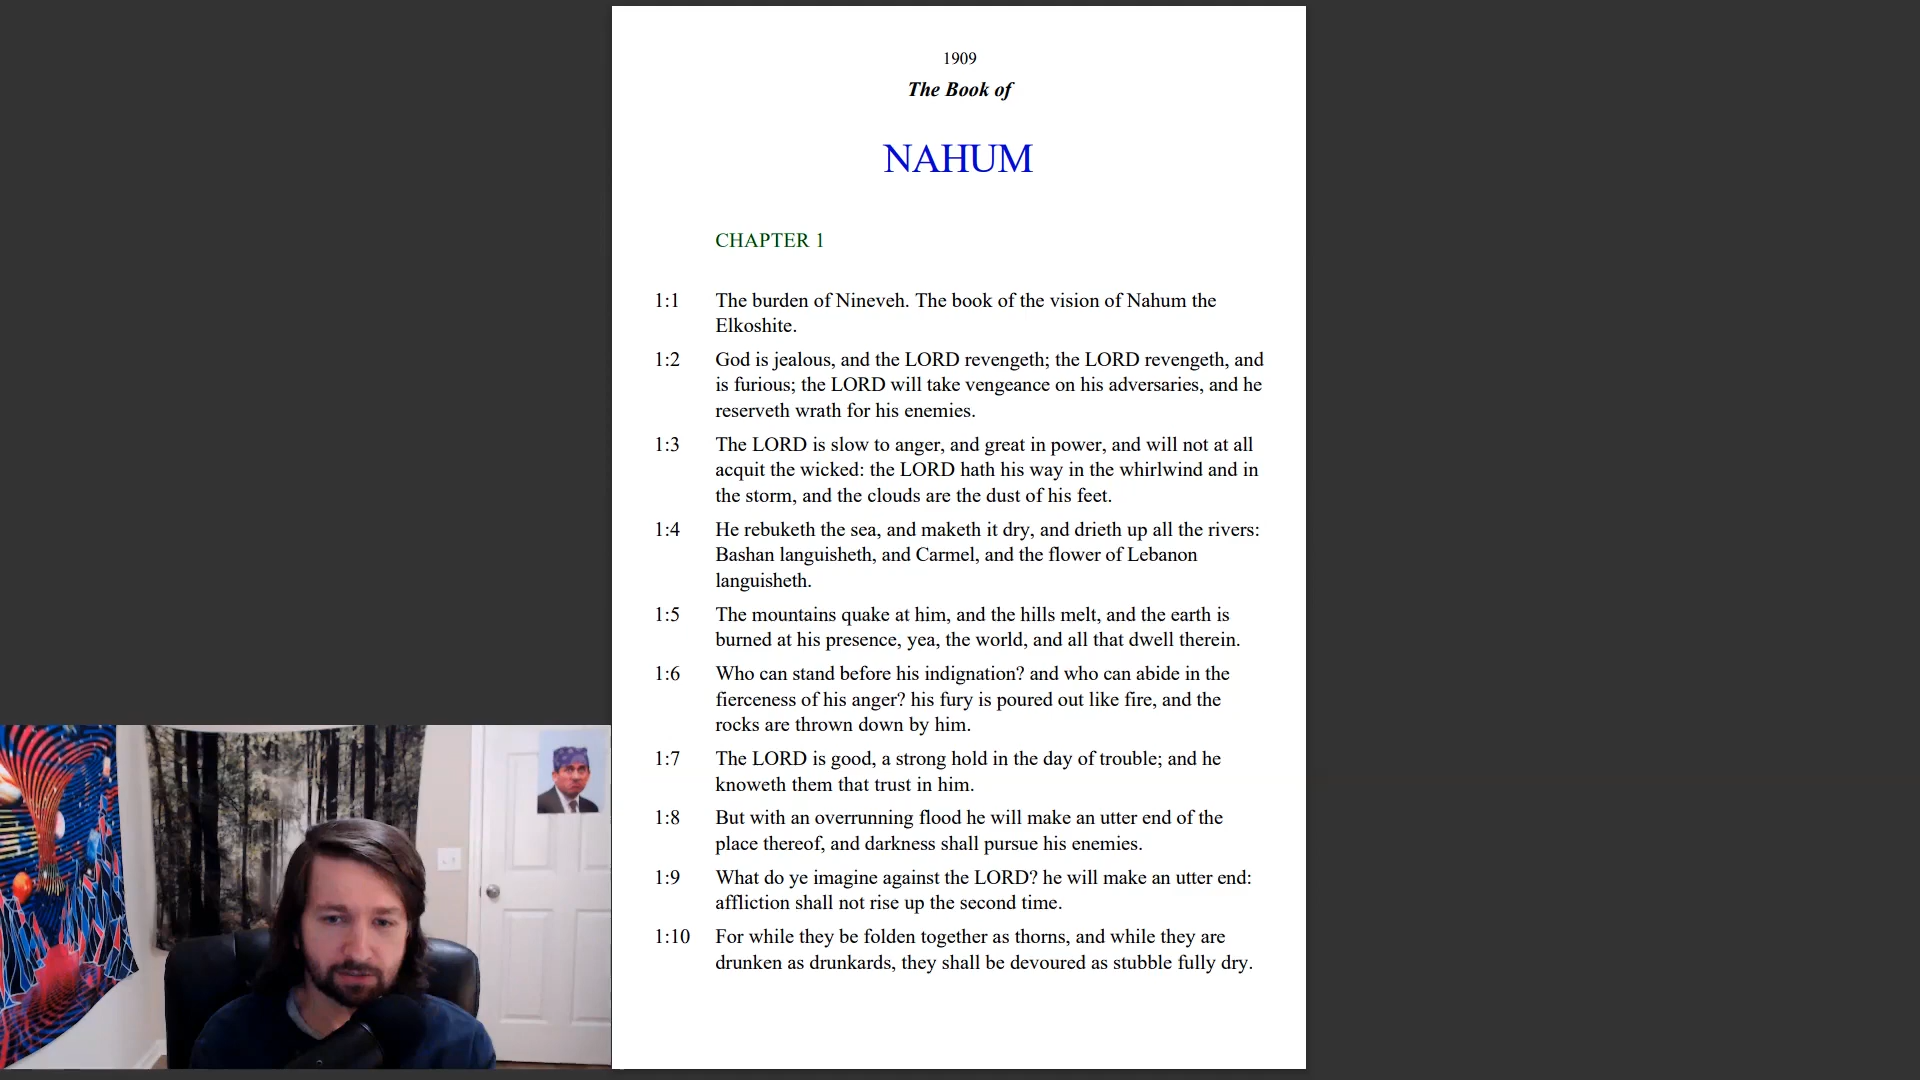 1909
The Book of
NAHUM
CHAPTER 1
1:1 The burden of Nineveh. The book of the vision of Nahum the
Elkoshite.
1:2 God is jealous, and the LORD revengeth; the LORD revengeth, and
is furious; the LORD will take vengeance on his adversaries, and he
reserveth wrath for his enemies.
1:3 The LORD is slow to anger, and great in power, and will not at all
acquit the wicked: the LORD hath his way in the whirlwind and in
the storm, and the clouds are the dust of his feet.
1:4 He rebuketh the sea, and maketh it dry, and drieth up all the rivers:
Bashan languisheth, and Carmel, and the flower of Lebanon
languisheth.
1:5 The mountains quake at him, and the hills melt, and the earth is
burned at his presence, yea, the world, and all that dwell therein.
1:6 Who can stand before his indignation? and who can abide in the
fierceness of his anger? his fury is poured out like fire, and the
rocks are thrown down by him.
1:7 The LORD is good, a strong hold in the day of trouble; and he
knoweth them that trust in him.
1:8 But with an overrunning flood he will make an utter end of the
place thereof, and darkness shall pursue his enemies.
1:9 What do ye imagine against the LORD? he will make an utter end:
affliction shall not rise up the second time.
1:10 For while they be folden together as thorns, and while they are
drunken as drunkards, they shall be devoured as stubble fully dry.